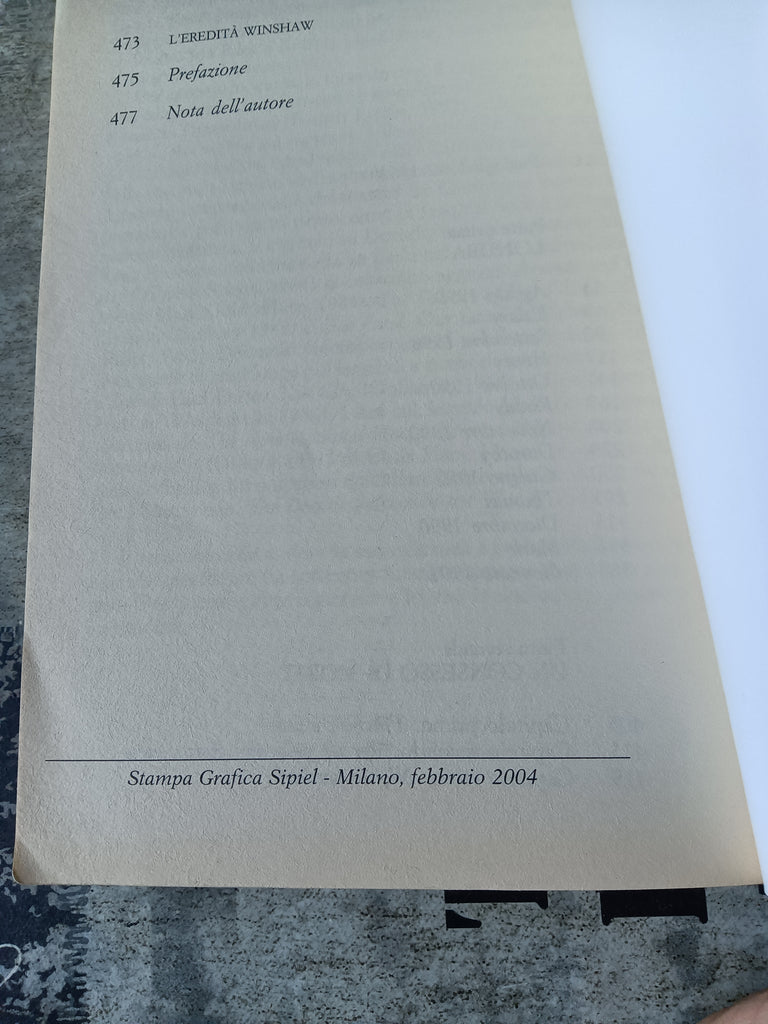 473 L'EREDITÀ WINSHAW
475 Prefazione
477 Nota dell'autore
Stampa Grafica Sipiel - Milano, febbraio 2004